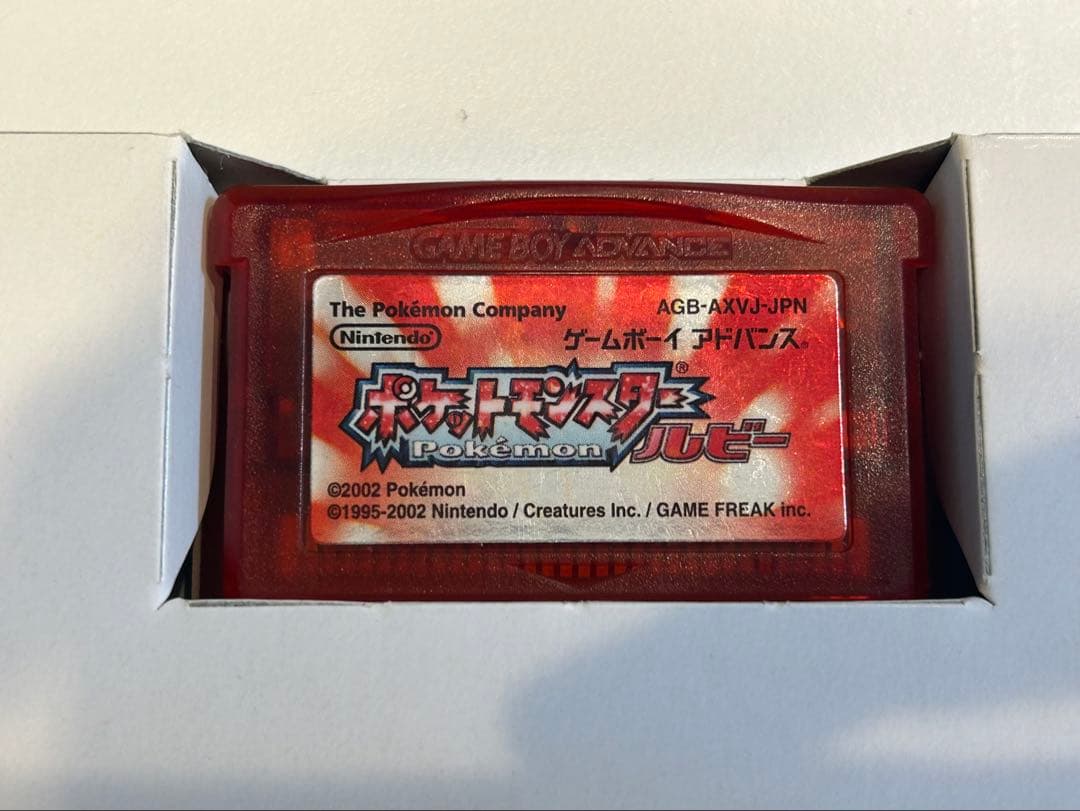 GAME BOY ADVANCE
The Pokémon Company
AGB-AXVJ-JPN
Nintendo®
ゲームボーイ アドバンス®
ポケットモンスター®
Pokémon
ルビー
©2002 Pokémon
©1995-2002 Nintendo / Creatures Inc. / GAME FREAK inc.